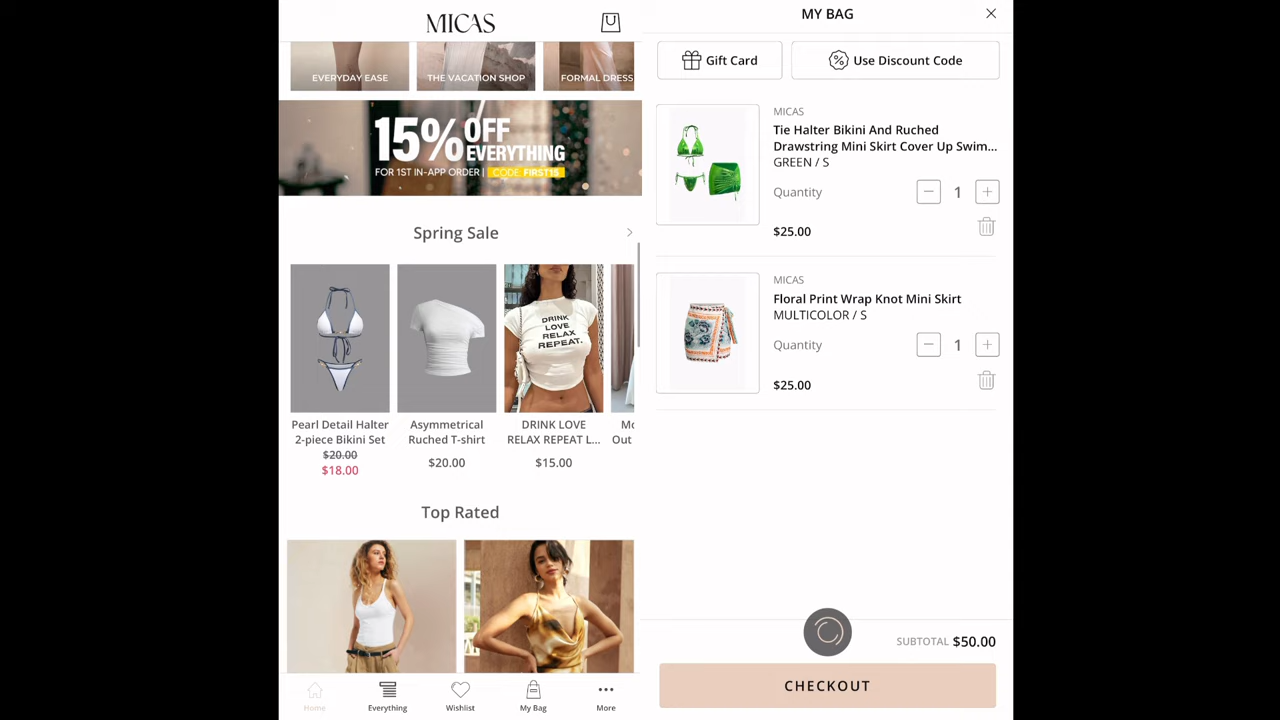 MICAS
EVERYDAY EASE
THE VACATION SHOP
FORMAL DRESS
15% OFF
EVERYTHING
FOR 1ST IN-APP ORDER | CODE: FIRST15
Spring Sale
DRINK
LOVE
RELAX
REPEAT.
Pearl Detail Halter
2-piece Bikini Set
$20.00
$18.00
Asymmetrical
Ruched T-shirt
$20.00
DRINK LOVE
RELAX REPEAT L...
$15.00
Mo
Out
Top Rated
Home
Everything
Wishlist
My Bag
More
MY BAG
Gift Card
Use Discount Code
MICAS
Tie Halter Bikini And Ruched
Drawstring Mini Skirt Cover Up Swim...
GREEN / S
Quantity
1
$25.00
MICAS
Floral Print Wrap Knot Mini Skirt
MULTICOLOR / S
Quantity
1
$25.00
SUBTOTAL $50.00
CHECKOUT